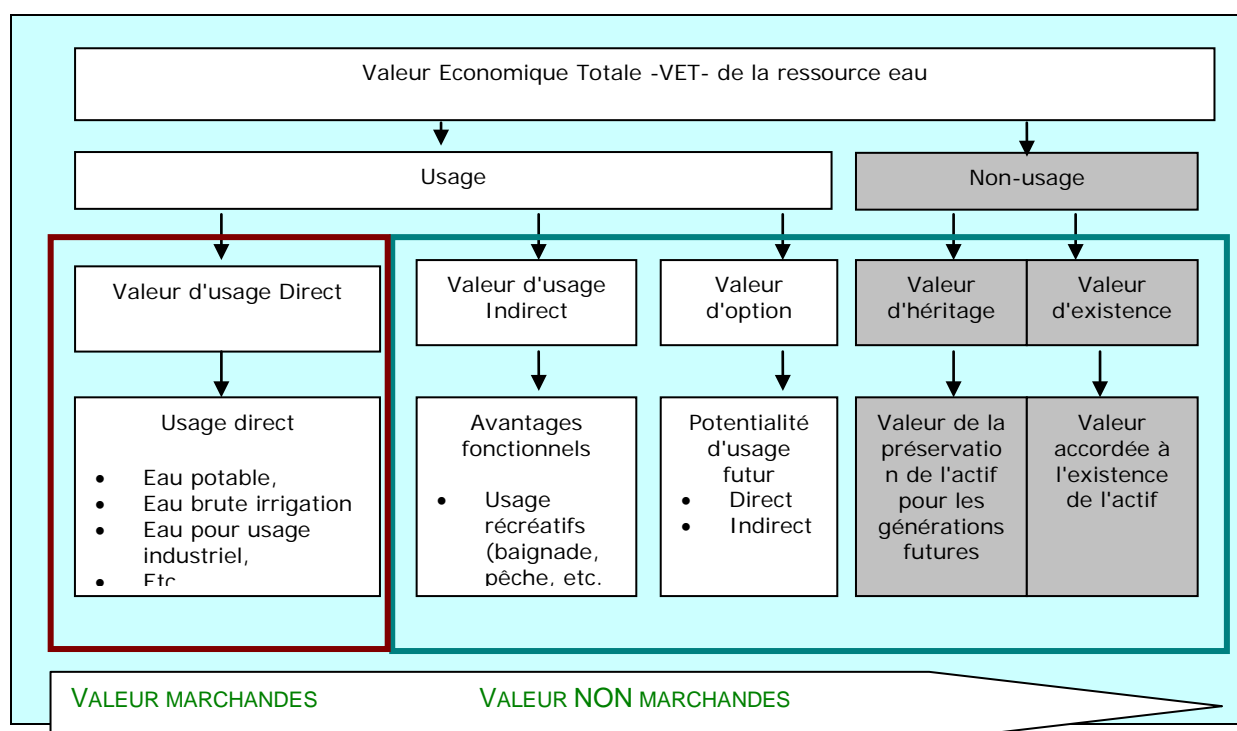 Valeur Economique Totale -VET- de la ressource eau
Usage
Non-usage
Valeur d'usage Direct
Valeur d'usage
Indirect
Valeur
d'option
Valeur
d'héritage
Valeur
d'existence
Usage direct
• Eau potable,
• Eau brute irrigation
• Eau pour usage
industriel,
• Etc
Avantages
fonctionnels
• Usage
récréatifs
(baignade,
pêche, etc.
Potentialité
d'usage
futur
• Direct
• Indirect
Valeur de la
préservatio
n de l'actif
pour les
générations
futures
Valeur
accordée à
l'existence
de l'actif
VALEUR MARCHANDES
VALEUR NON MARCHANDES